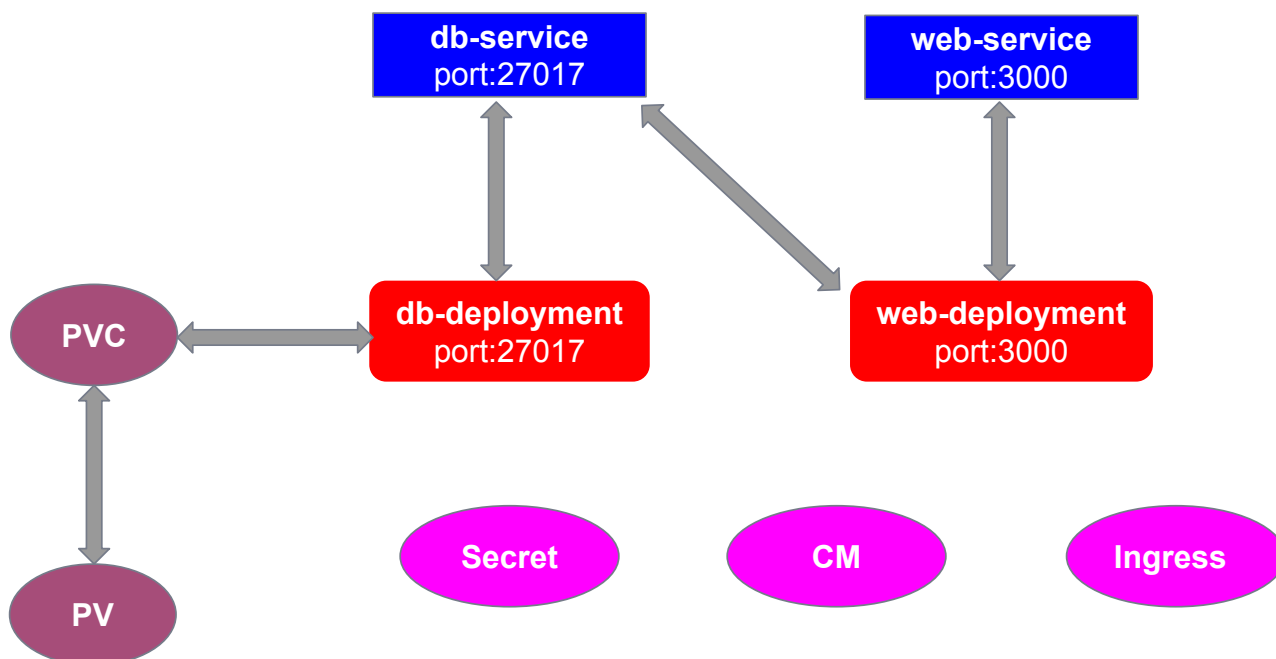 db-service
port:27017
web-service
port:3000
db-deployment
port:27017
web-deployment
port:3000
PVC
Secret
CM
Ingress
PV